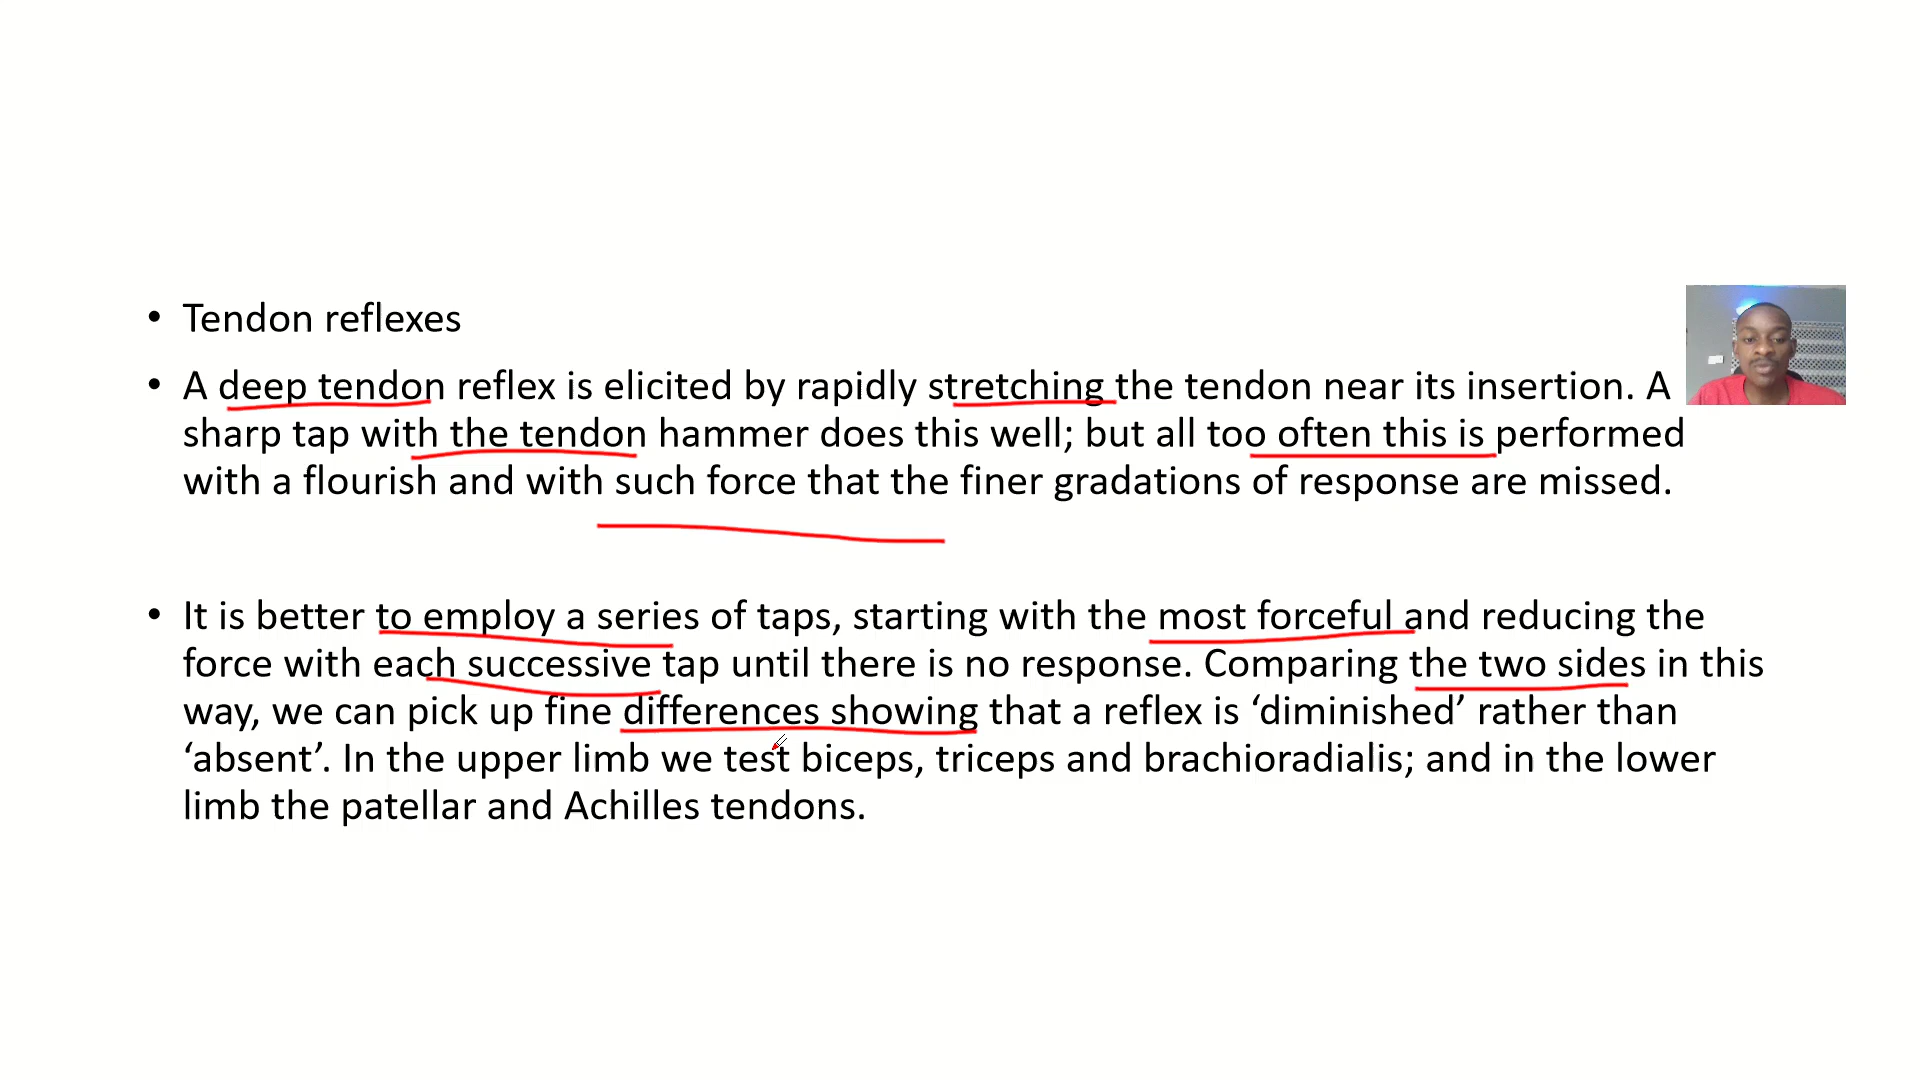 • Tendon reflexes
• A deep tendon reflex is elicited by rapidly stretching the tendon near its insertion. A
sharp tap with the tendon hammer does this well; but all too often this is performed
with a flourish and with such force that the finer gradations of response are missed.
• It is better to employ a series of taps, starting with the most forceful and reducing the
force with each successive tap until there is no response. Comparing the two sides in this
way, we can pick up fine differences showing that a reflex is ‘diminished’ rather than
‘absent’. In the upper limb we test biceps, triceps and brachioradialis; and in the lower
limb the patellar and Achilles tendons.